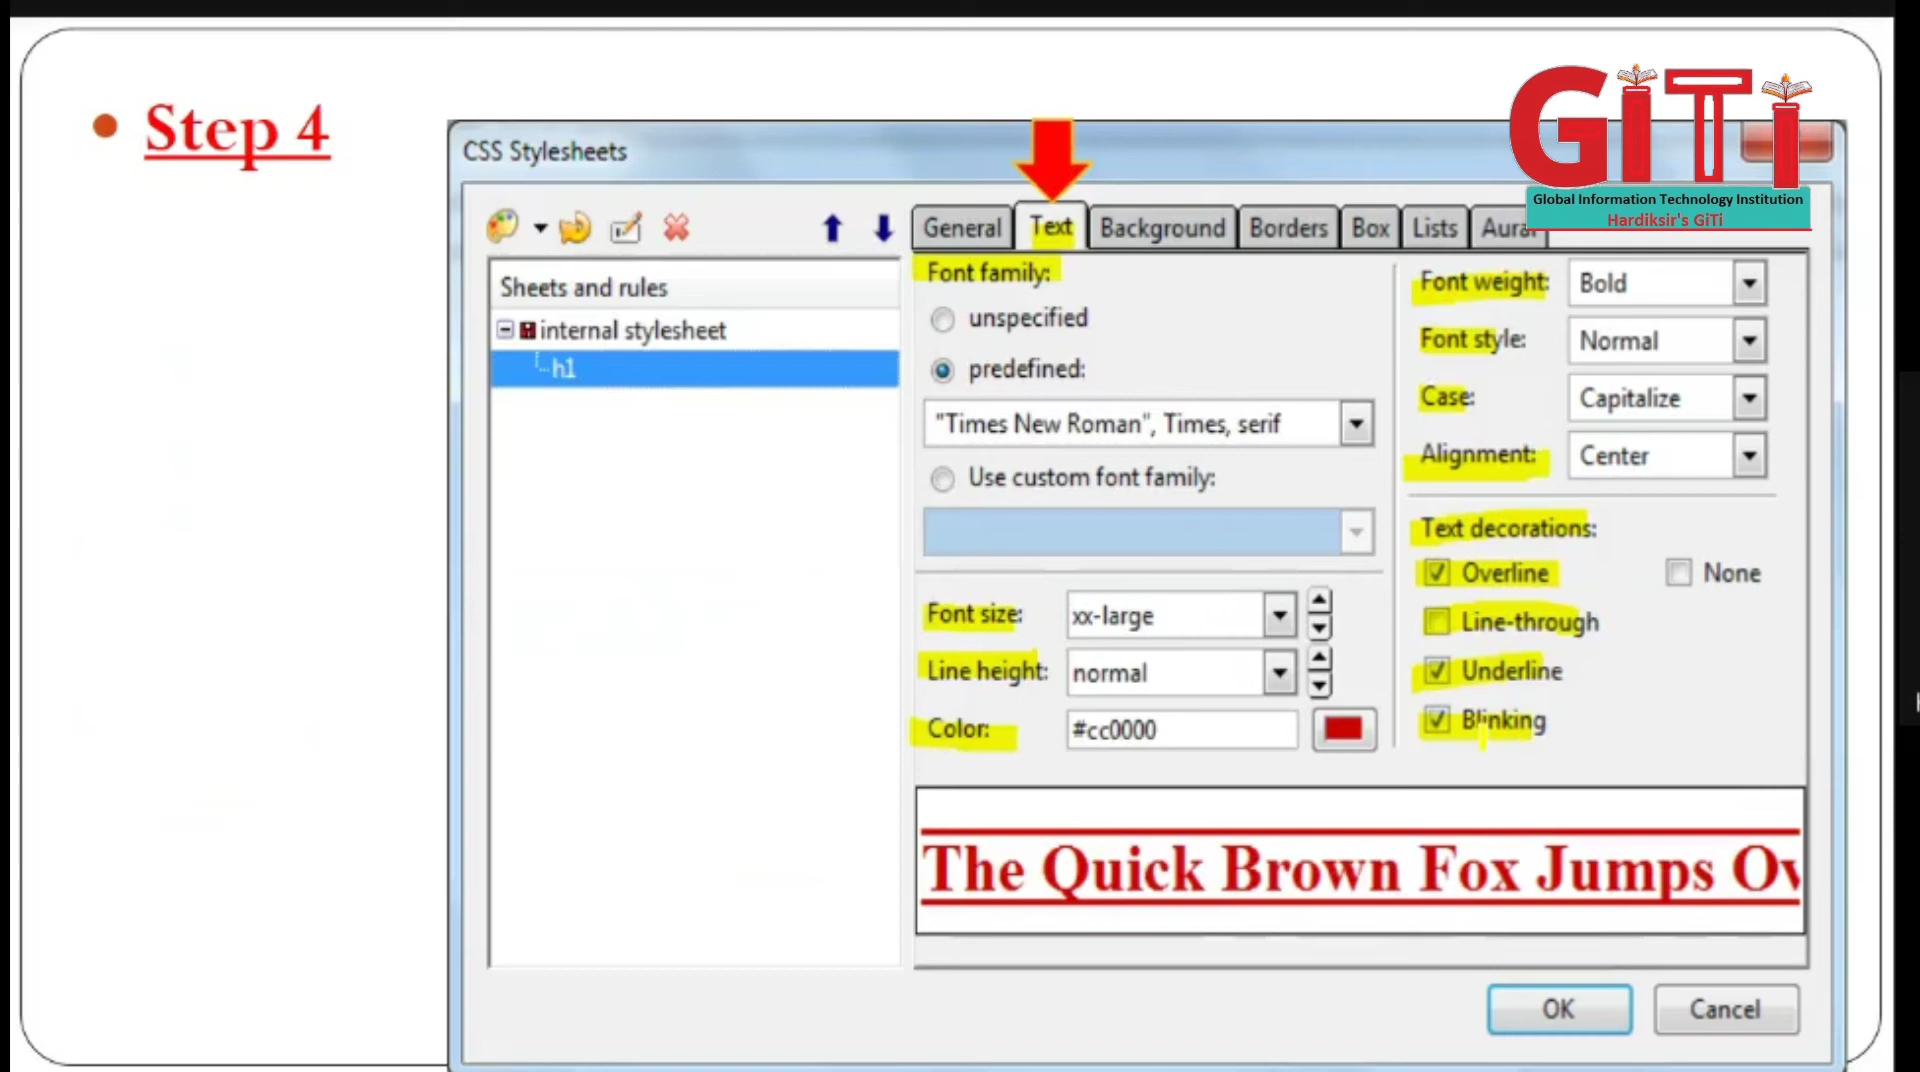 • Step 4
GiTi
Global Information Technology Institution
Hardiksir's GiTi
CSS Stylesheets
General Text Background Borders Box Lists Aural
Sheets and rules
internal stylesheet
h1
Font family:
unspecified
predefined:
"Times New Roman", Times, serif
Use custom font family:
Font size: xx-large
Line height: normal
Color: #cc0000
Font weight: Bold
Font style: Normal
Case: Capitalize
Alignment: Center
Text decorations:
Overline None
Line-through
Underline
Blinking
The Quick Brown Fox Jumps Ov
OK Cancel